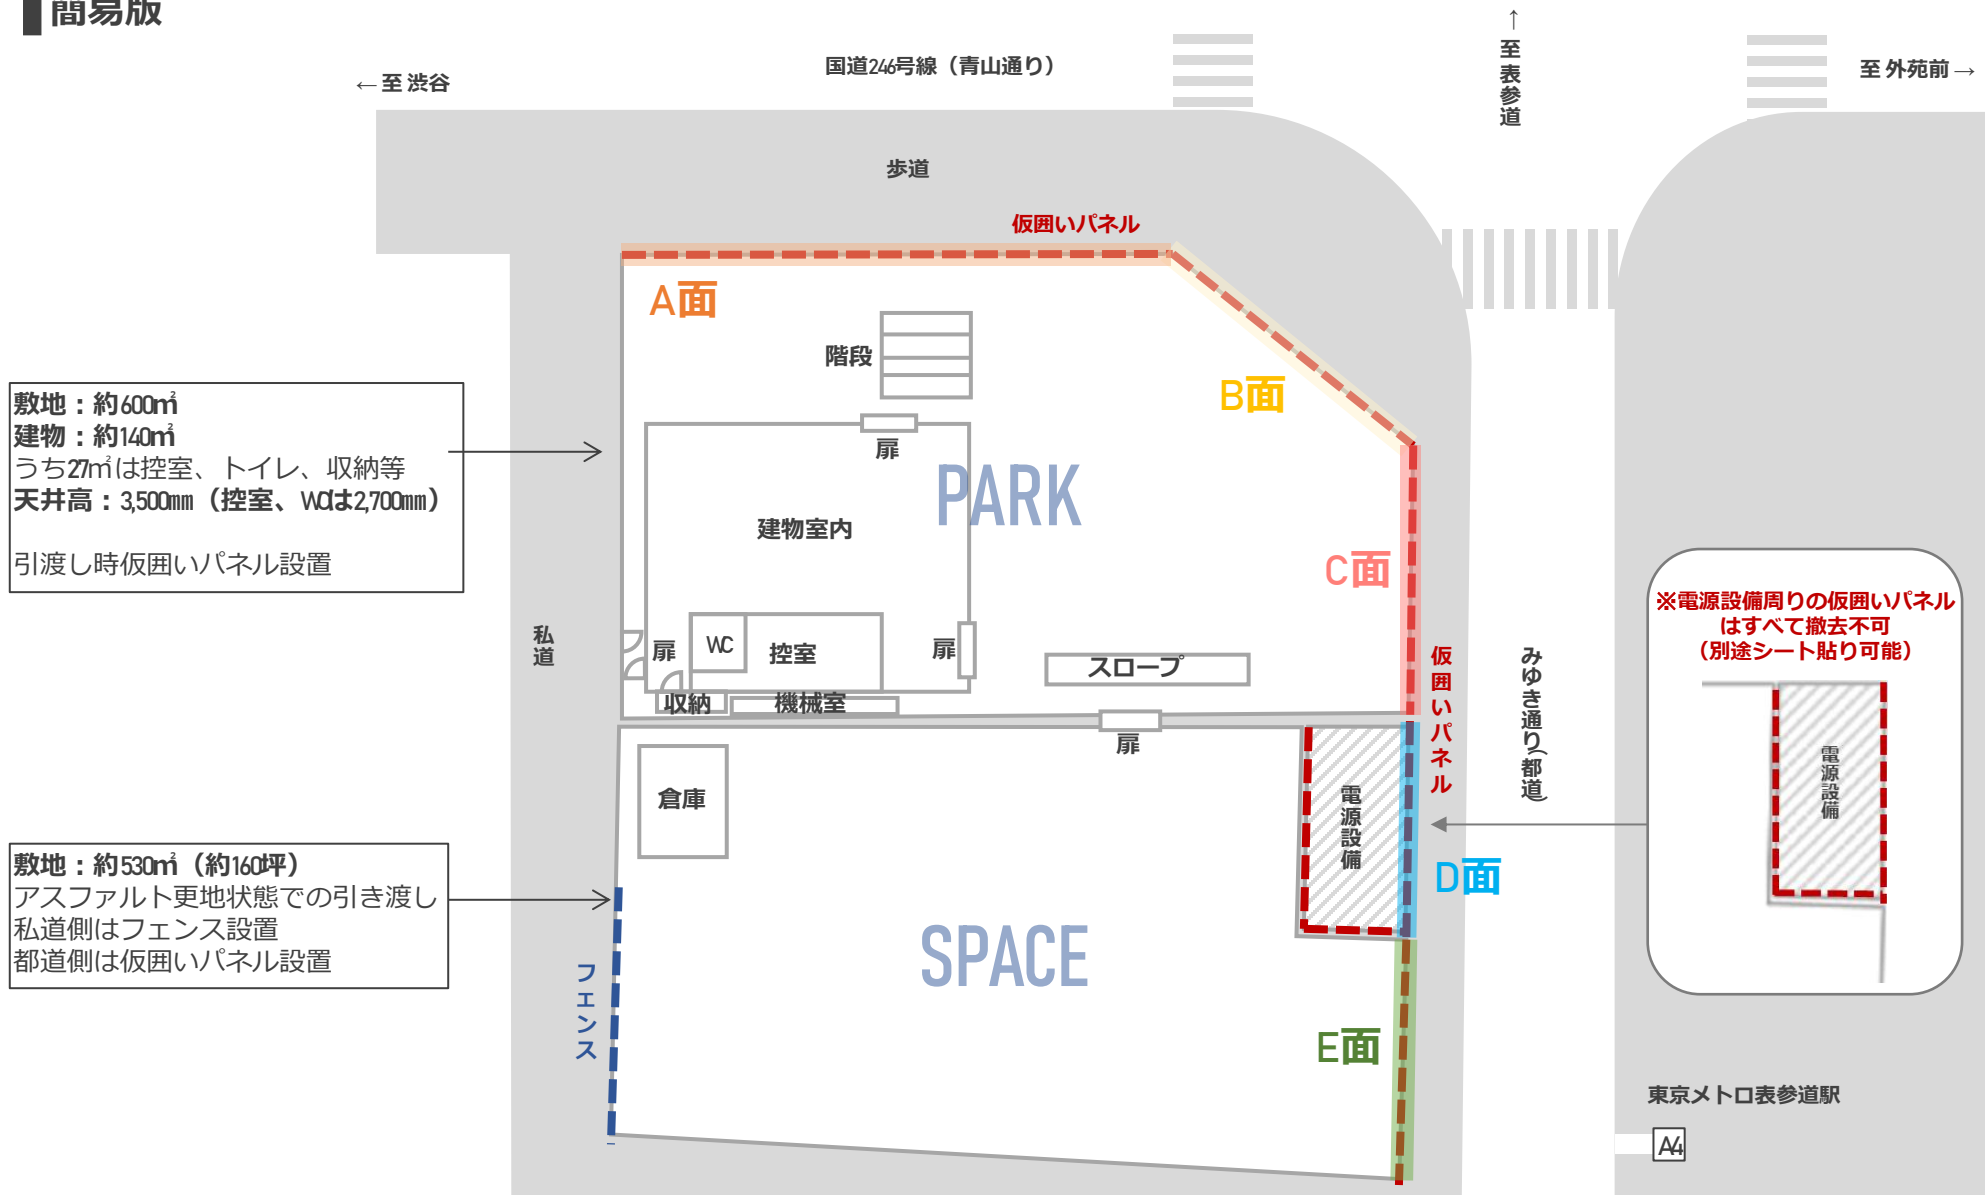 簡易版
国道246号線（青山通り）
←至 渋谷
↑至 表参道
至 外苑前→
歩道
仮囲いパネル
A面
階段
B面
敷地：約600㎡
建物：約140㎡
うち27㎡は控室、トイレ、収納等
天井高：3,500mm（控室、WCは2,700mm）
引渡し時仮囲いパネル設置
扉
PARK
建物室内
C面
※電源設備周りの仮囲いパネル
はすべて撤去不可
（別途シート貼り可能）
電源設備
私道
扉
WC
控室
扉
スロープ
仮囲いパネル
みゆき通り（都道）
収納
機械室
扉
倉庫
電源設備
D面
敷地：約530㎡（約160坪）
アスファルト更地状態での引き渡し
私道側はフェンス設置
都道側は仮囲いパネル設置
SPACE
フェンス
E面
東京メトロ表参道駅
A4